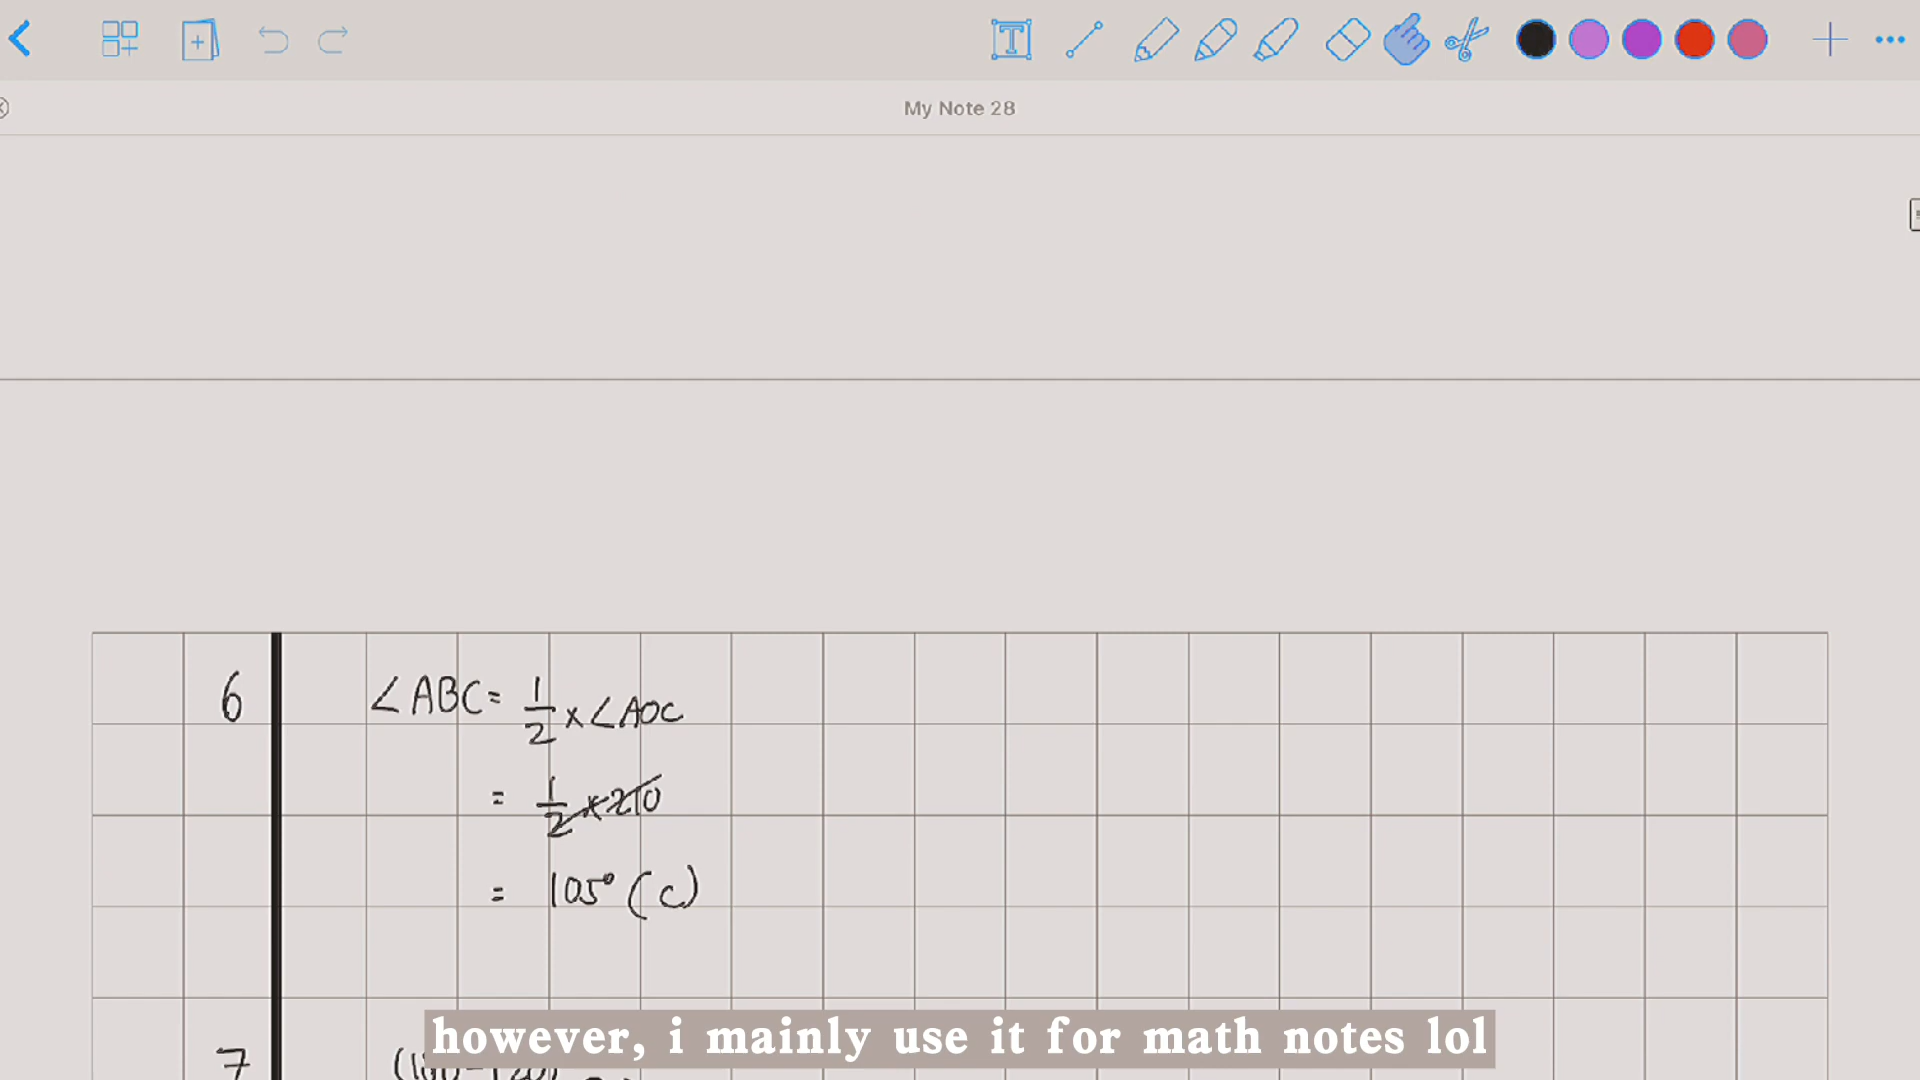 My Note 28
6 ∠ABC = 1/2 × ∠AOC
= 1/2 × 210
= 105° (C)
7
however, i mainly use it for math notes lol